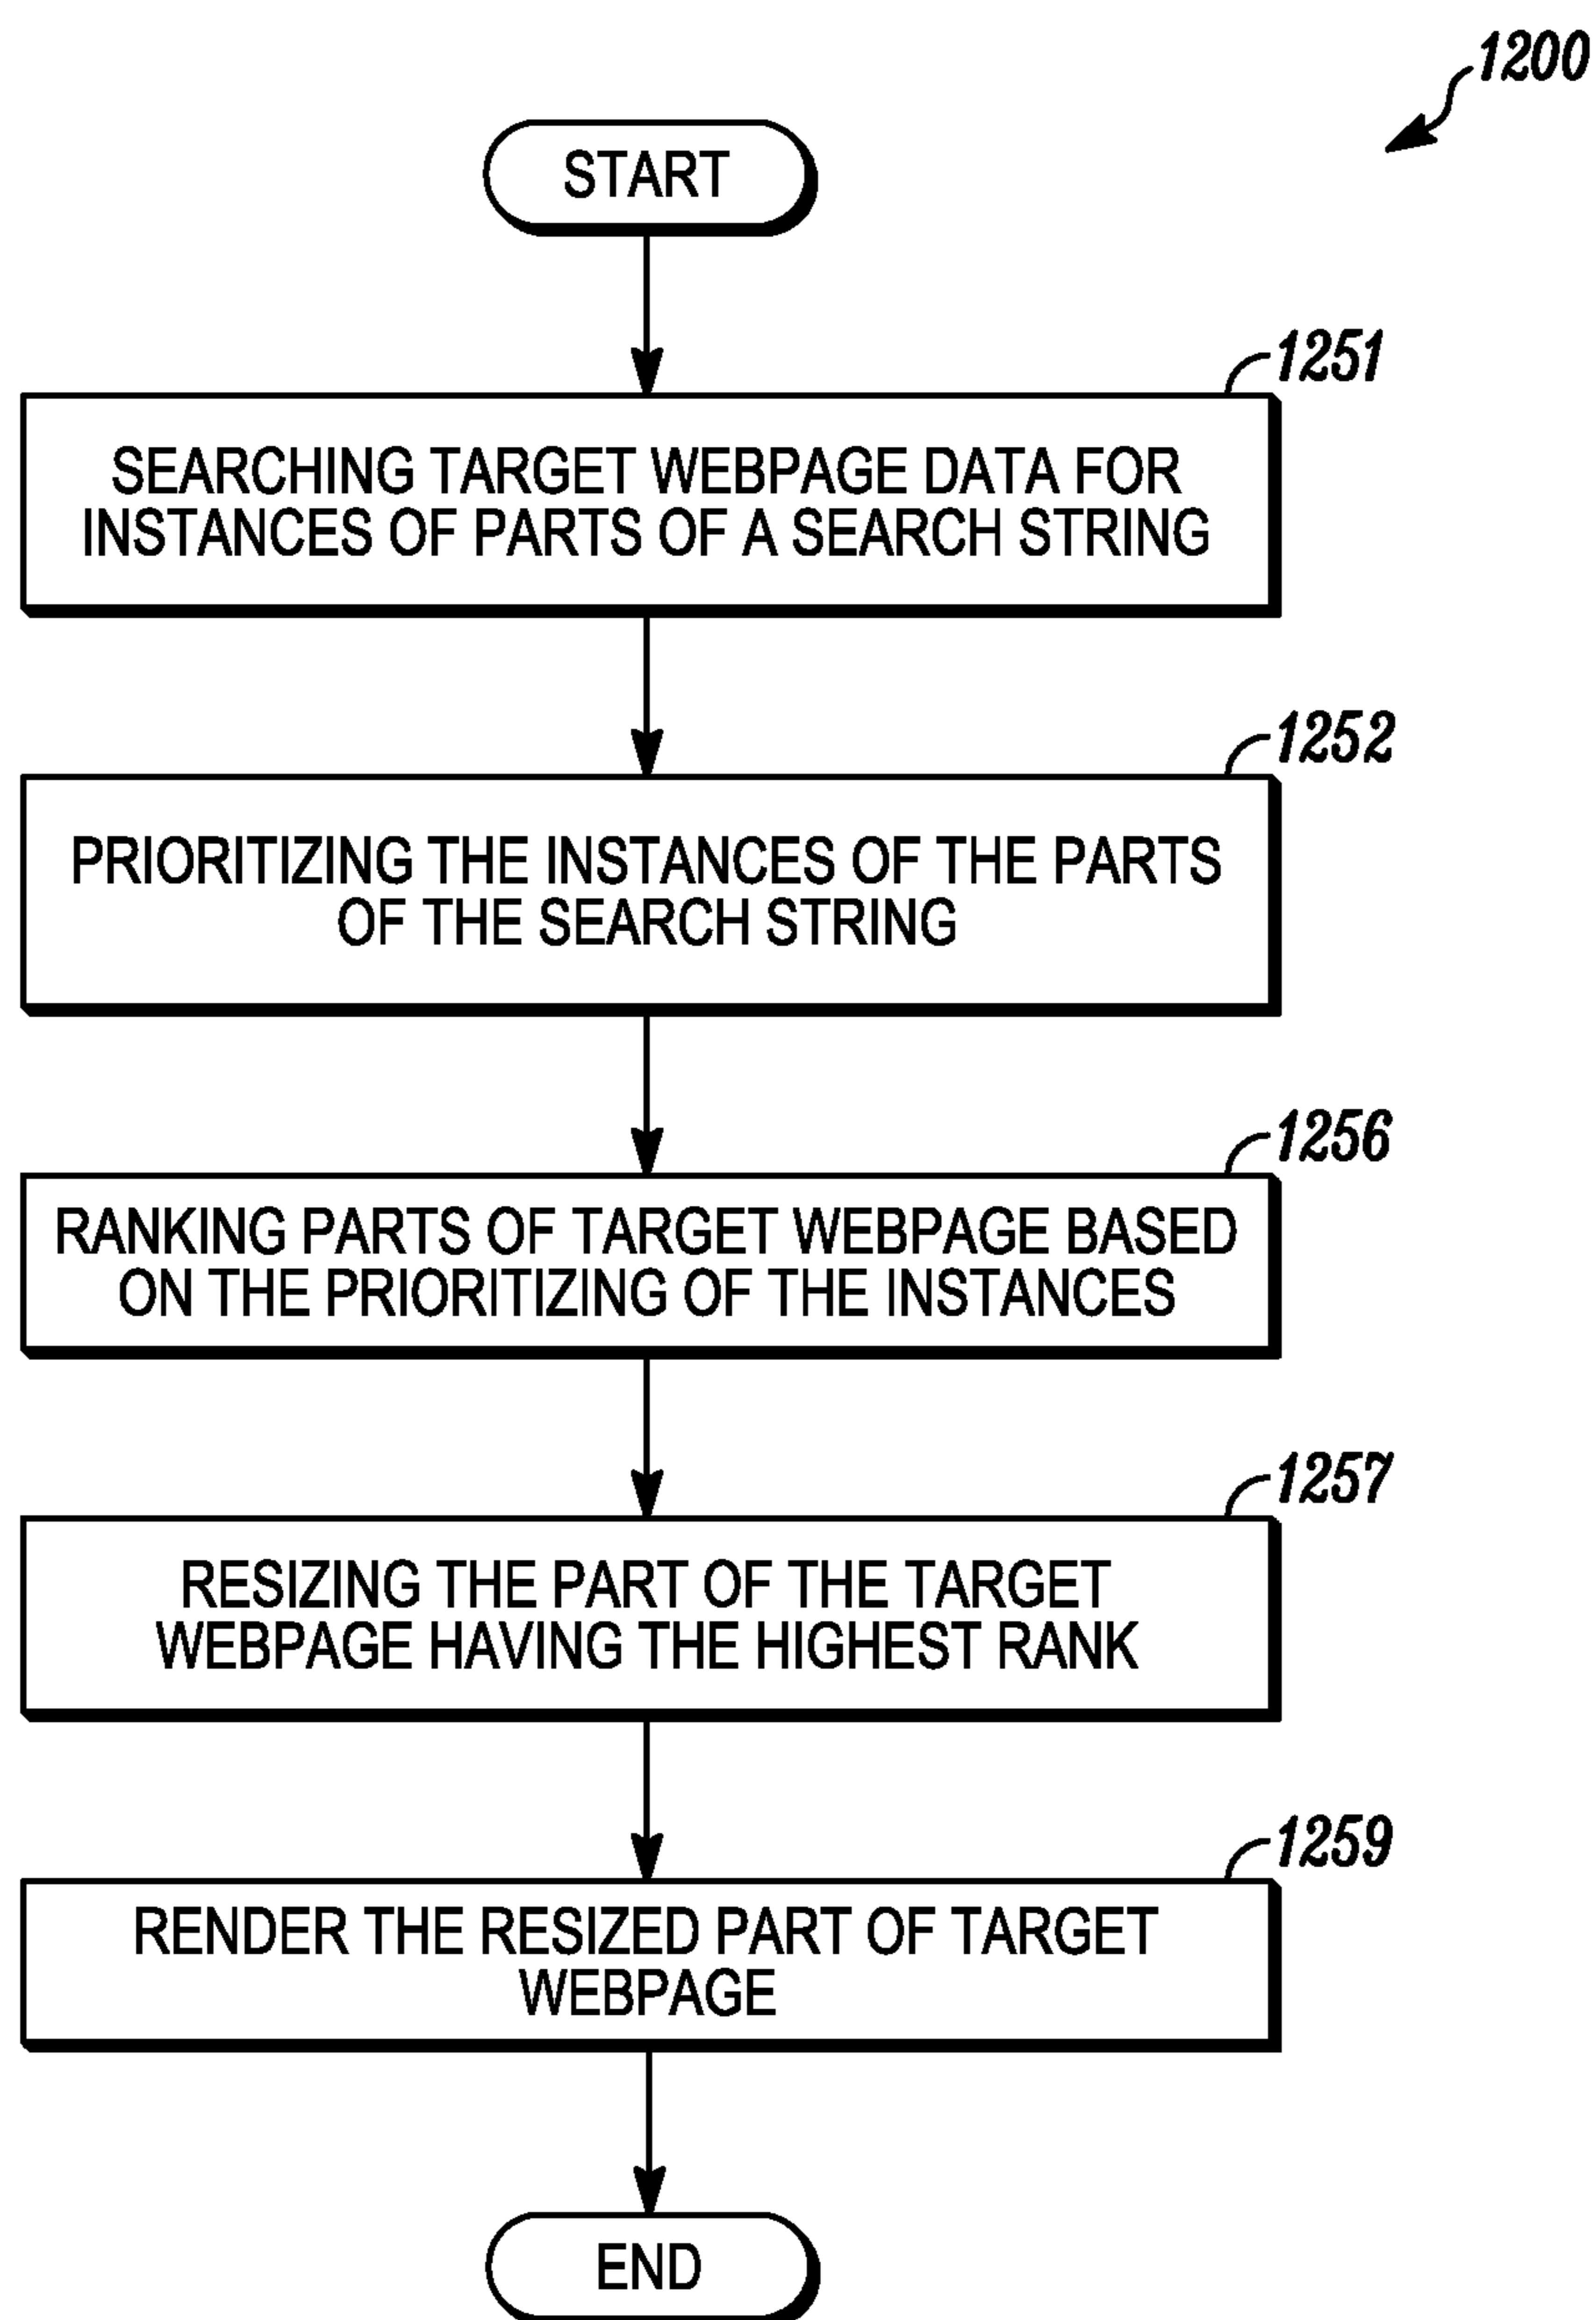 1200
START
1251
SEARCHING TARGET WEBPAGE DATA FOR
INSTANCES OF PARTS OF A SEARCH STRING
1252
PRIORITIZING THE INSTANCES OF THE PARTS
OF THE SEARCH STRING
1256
RANKING PARTS OF TARGET WEBPAGE BASED
ON THE PRIORITIZING OF THE INSTANCES
1257
RESIZING THE PART OF THE TARGET
WEBPAGE HAVING THE HIGHEST RANK
1259
RENDER THE RESIZED PART OF TARGET
WEBPAGE
END